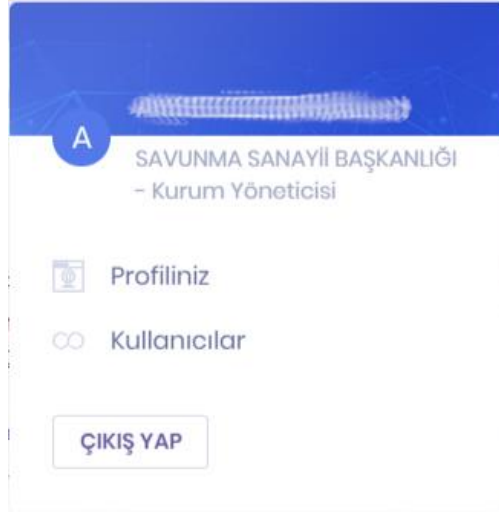 A
SAVUNMA SANAYİİ BAŞKANLIĞI
- Kurum Yöneticisi
Profiliniz
Kullanıcılar
ÇIKIŞ YAP